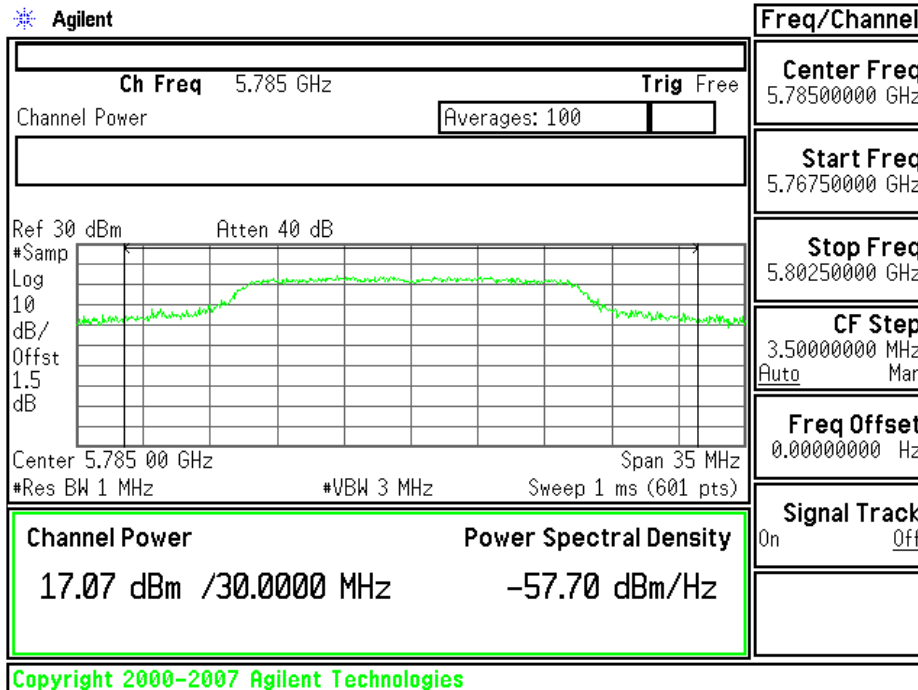 Agilent
Freq/Channel
Ch Freq 5.785 GHz Trig Free
Channel Power Averages: 100
Center Freq
5.78500000 GHz
Start Freq
5.76750000 GHz
Ref 30 dBm Atten 40 dB
#Samp
Log
10
dB/
Offst
1.5
dB
Stop Freq
5.80250000 GHz
CF Step
3.50000000 MHz
Auto Man
Center 5.785 00 GHz Span 35 MHz
#Res BW 1 MHz #VBW 3 MHz Sweep 1 ms (601 pts)
Freq Offset
0.00000000 Hz
Channel Power Power Spectral Density
17.07 dBm /30.0000 MHz -57.70 dBm/Hz
Signal Track
On Off
Copyright 2000-2007 Agilent Technologies